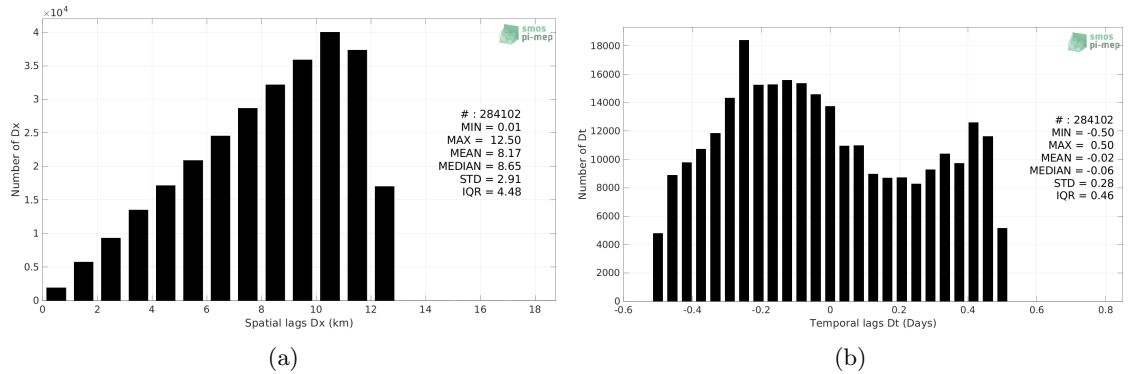 ×10⁴
4
3.5
3
2.5
2
1.5
1
0.5
0
Number of Dx
0 2 4 6 8 10 12 14 16 18
Spatial lags Dx (km)
smos
pi-mep
# : 284102
MIN = 0.01
MAX = 12.50
MEAN = 8.17
MEDIAN = 8.65
STD = 2.91
IQR = 4.48
(a)
18000
16000
14000
12000
10000
8000
6000
4000
2000
0
Number of Dt
-0.6 -0.4 -0.2 0 0.2 0.4 0.6 0.8
Temporal lags Dt (Days)
smos
pi-mep
# : 284102
MIN = -0.50
MAX = 0.50
MEAN = -0.02
MEDIAN = -0.06
STD = 0.28
IQR = 0.46
(b)